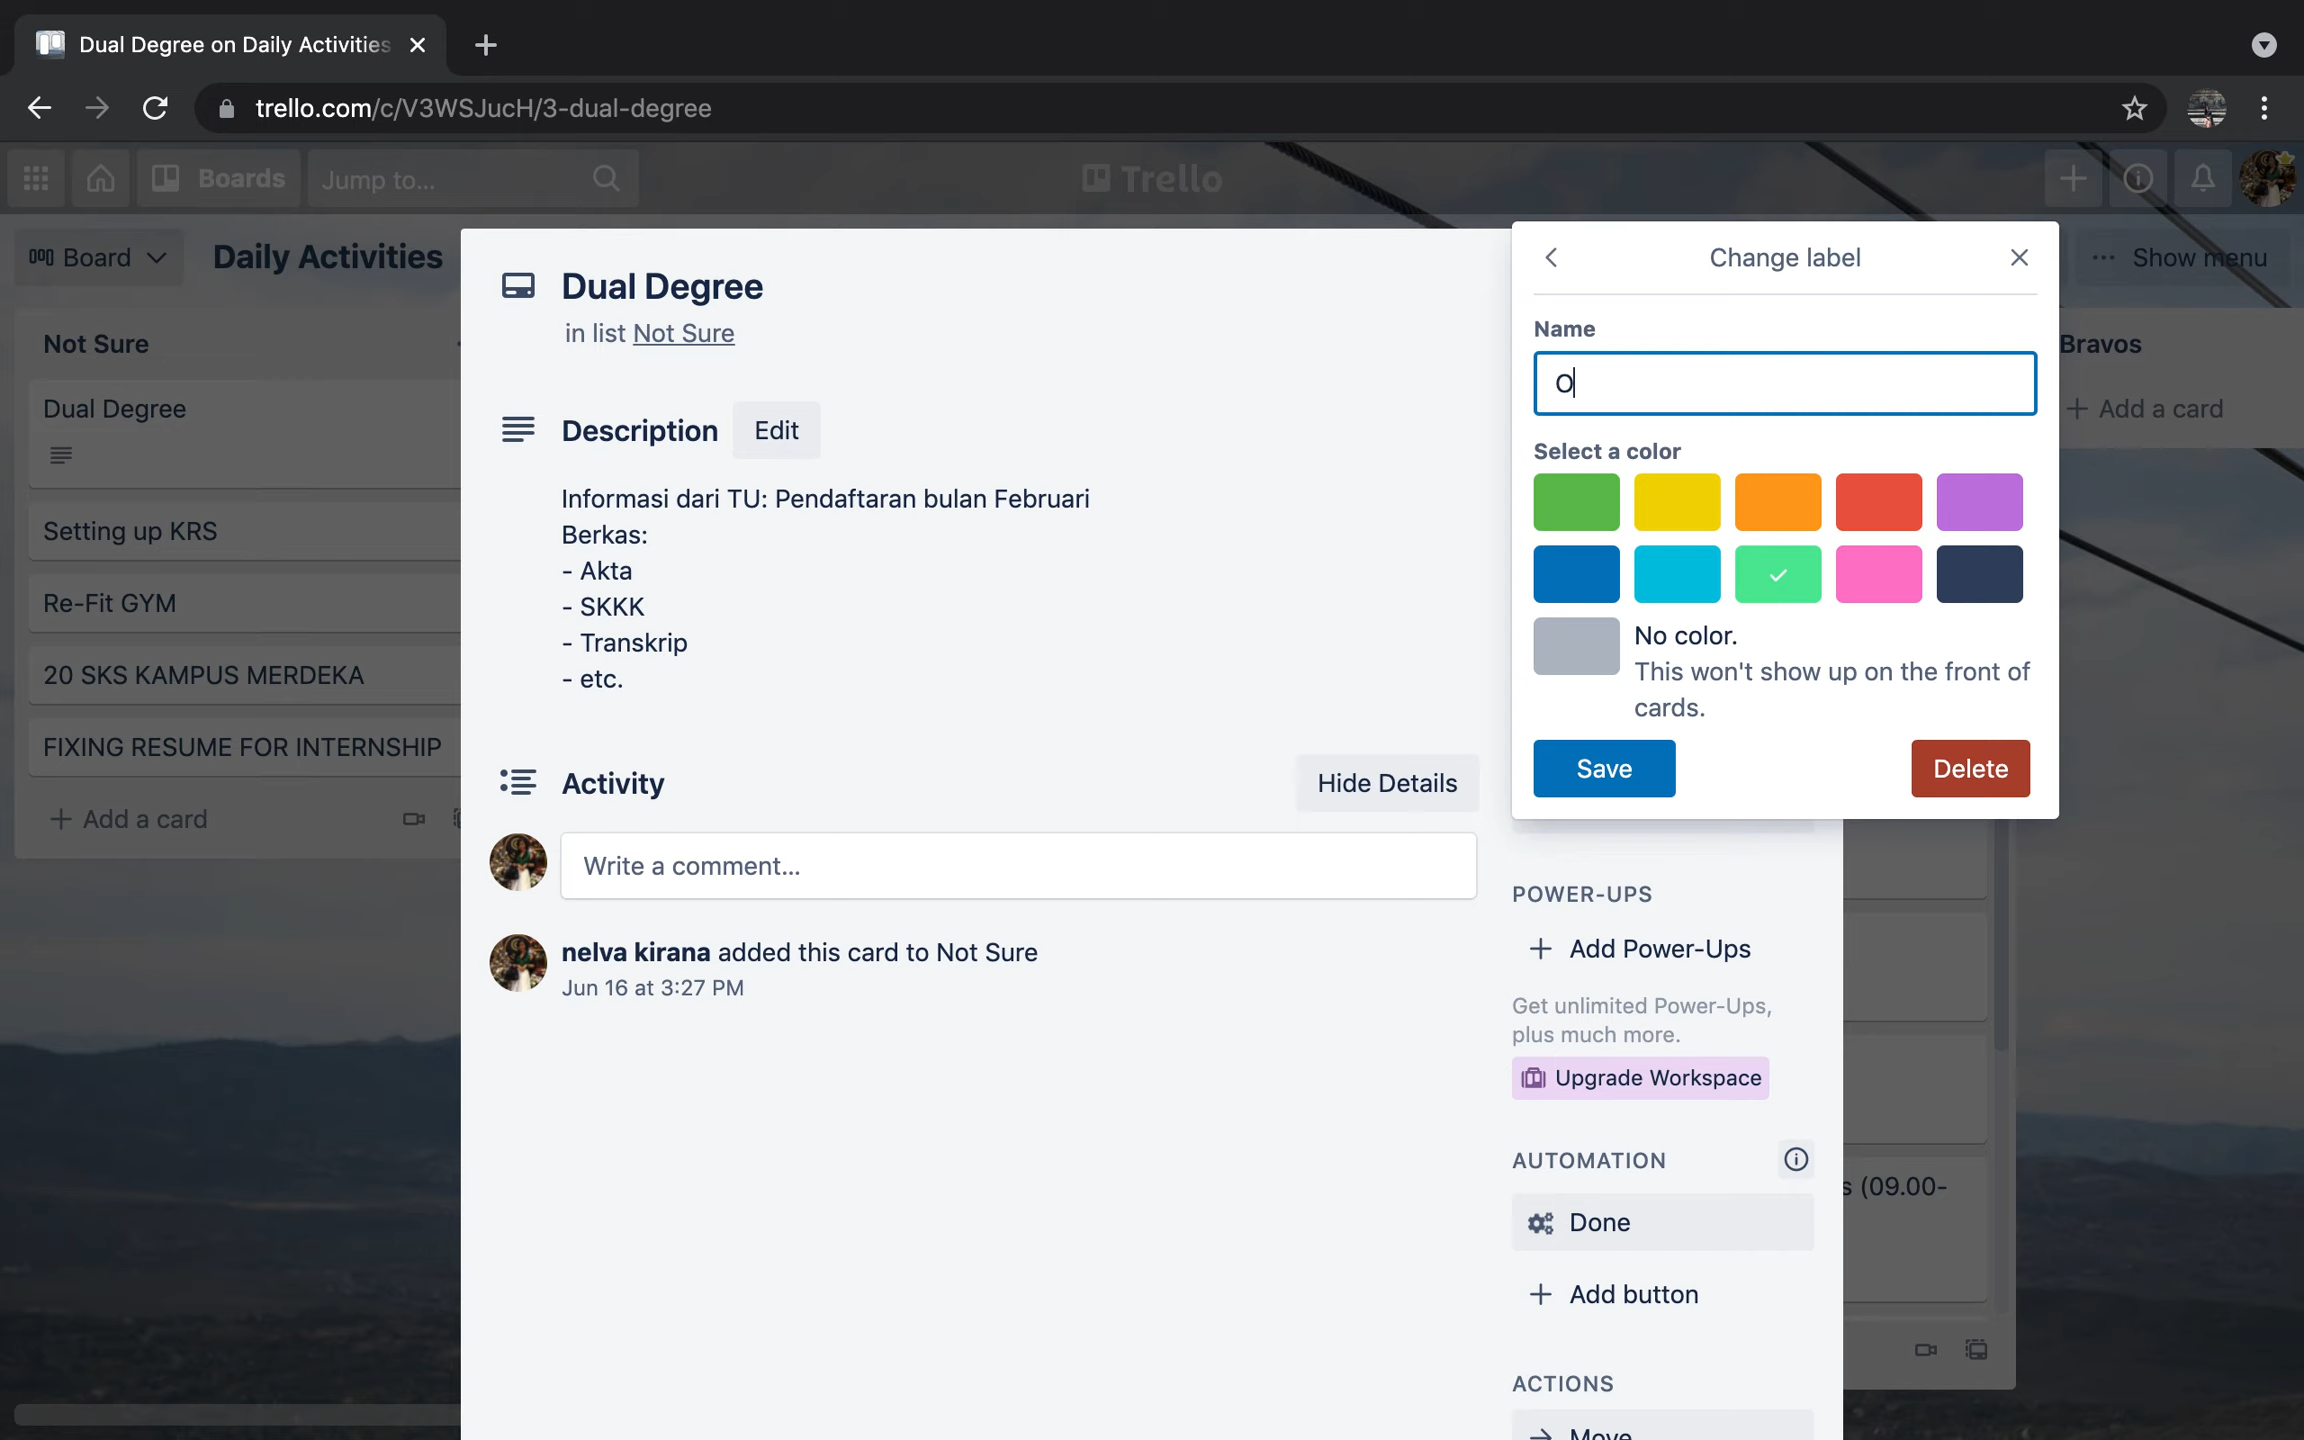 Dual Degree on Daily Activities
trello.com/c/V3WSJucH/3-dual-degree
Boards
Jump to...
Trello
Board
Daily Activities
Show menu
Not Sure
Dual Degree
Setting up KRS
Re-Fit GYM
20 SKS KAMPUS MERDEKA
FIXING RESUME FOR INTERNSHIP
+ Add a card
Dual Degree
in list Not Sure
Description Edit
Informasi dari TU: Pendaftaran bulan Februari
Berkas:
- Akta
- SKKK
- Transkrip
- etc.
Activity
Hide Details
Write a comment...
nelva kirana added this card to Not Sure
Jun 16 at 3:27 PM
Change label
Name
O
Select a color
No color.
This won't show up on the front of
cards.
Save
Delete
POWER-UPS
+ Add Power-Ups
Get unlimited Power-Ups,
plus much more.
Upgrade Workspace
AUTOMATION
Done
+ Add button
ACTIONS
Move
Bravos
+ Add a card
s (09.00-